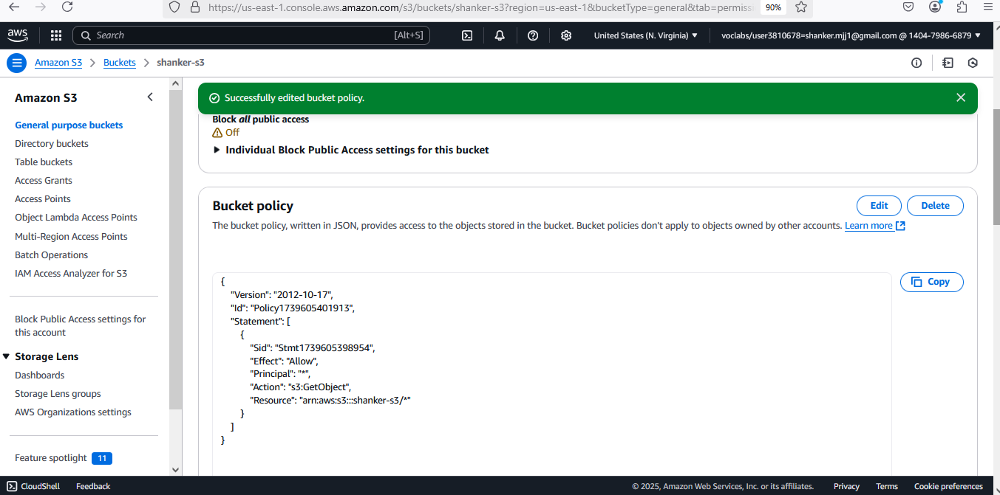 https://us-east-1.console.aws.amazon.com/s3/buckets/shanker-s3?region=us-east-1&bucketType=general&tab=permiss
90%
aws
Search
[Alt+S]
United States (N. Virginia)
voclabs/user3810678=shanker.mjj1@gmail.com @ 1404-7986-6879
Amazon S3 > Buckets > shanker-s3
Amazon S3
General purpose buckets
Directory buckets
Table buckets
Access Grants
Access Points
Object Lambda Access Points
Multi-Region Access Points
Batch Operations
IAM Access Analyzer for S3
Block Public Access settings for
this account
Storage Lens
Dashboards
Storage Lens groups
AWS Organizations settings
Feature spotlight 11
Successfully edited bucket policy.
Block all public access
Off
Individual Block Public Access settings for this bucket
Bucket policy
Edit
Delete
The bucket policy, written in JSON, provides access to the objects stored in the bucket. Bucket policies don't apply to objects owned by other accounts. Learn more
Copy
{
"Version": "2012-10-17",
"Id": "Policy1739605401913",
"Statement": [
{
"Sid": "Stmt1739605398954",
"Effect": "Allow",
"Principal": "*",
"Action": "s3:GetObject",
"Resource": "arn:aws:s3:::shanker-s3/*"
}
]
}
CloudShell
Feedback
© 2025, Amazon Web Services, Inc. or its affiliates.
Privacy
Terms
Cookie preferences